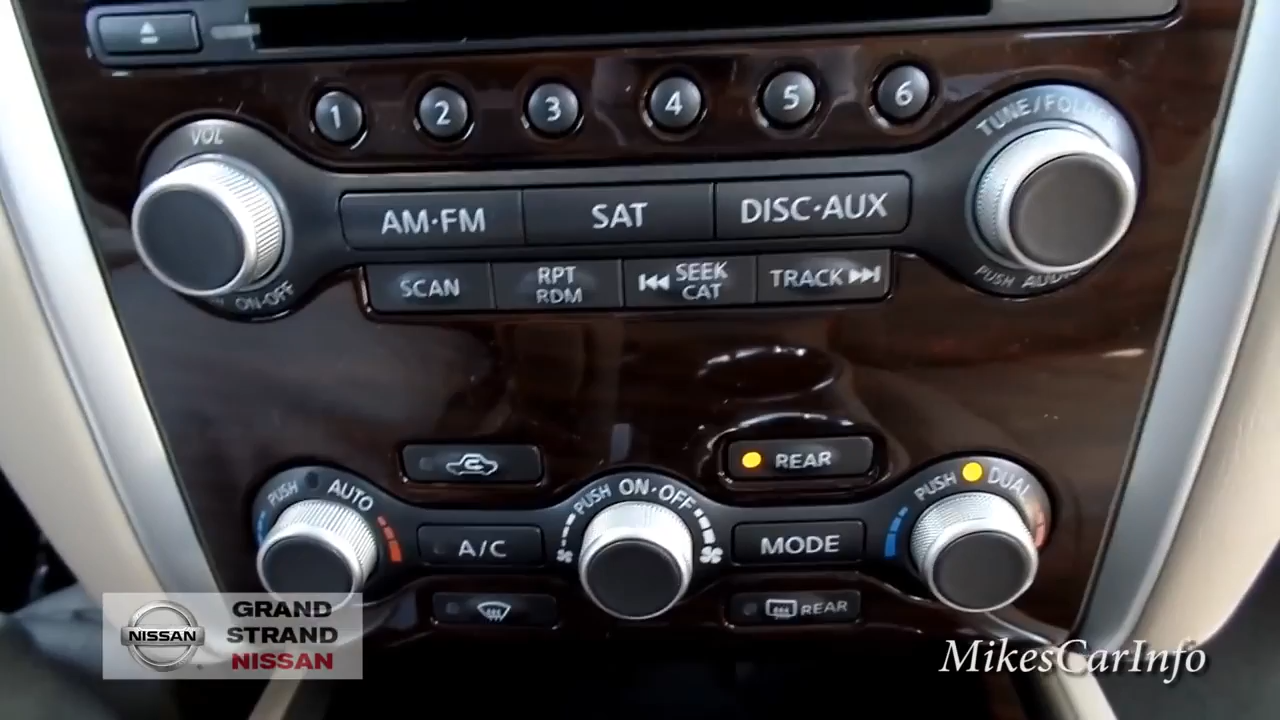 1 2 3 4 5 6
VOL
TUNE/FOLDER
AM·FM SAT DISC·AUX
SCAN RPT RDM SEEK CAT TRACK
ON-OFF
PUSH AUDIO
REAR
PUSH AUTO
PUSH ON·OFF
PUSH DUAL
A/C
MODE
REAR
NISSAN
GRAND
STRAND
NISSAN
MikesCarInfo